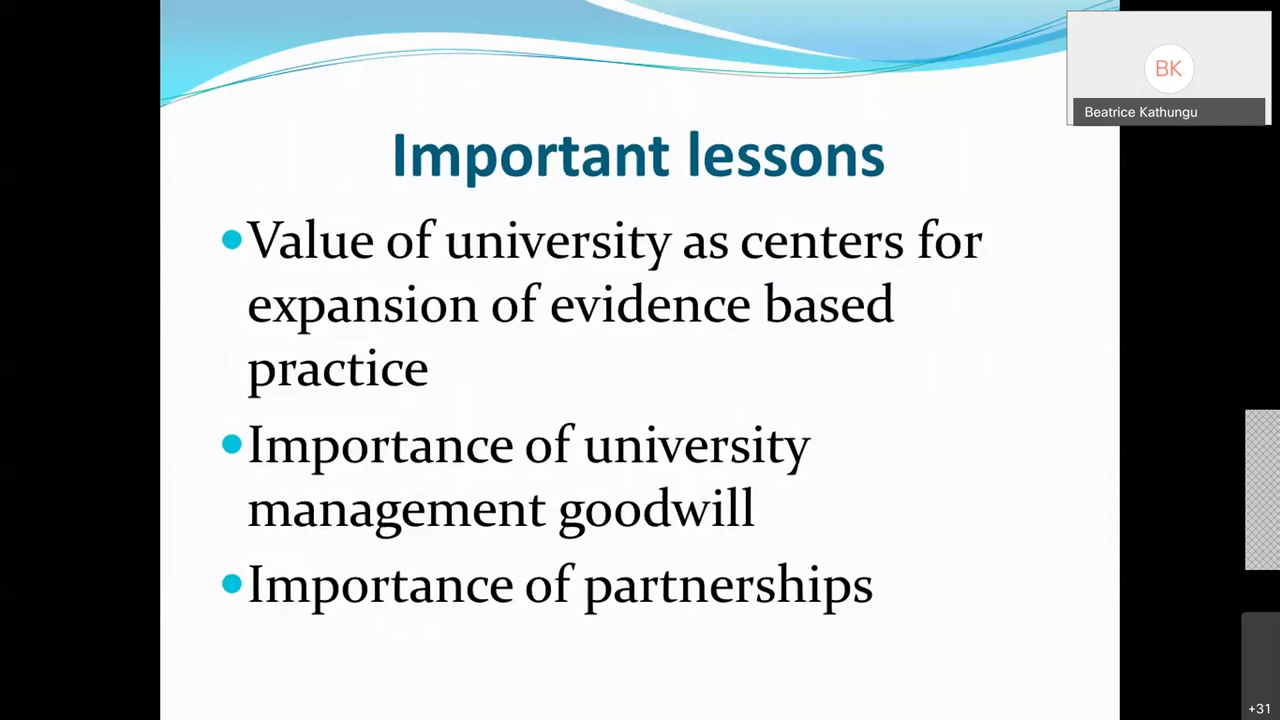 BK
Beatrice Kathungu
Important lessons
•Value of university as centers for
expansion of evidence based
practice
•Importance of university
management goodwill
•Importance of partnerships
+31